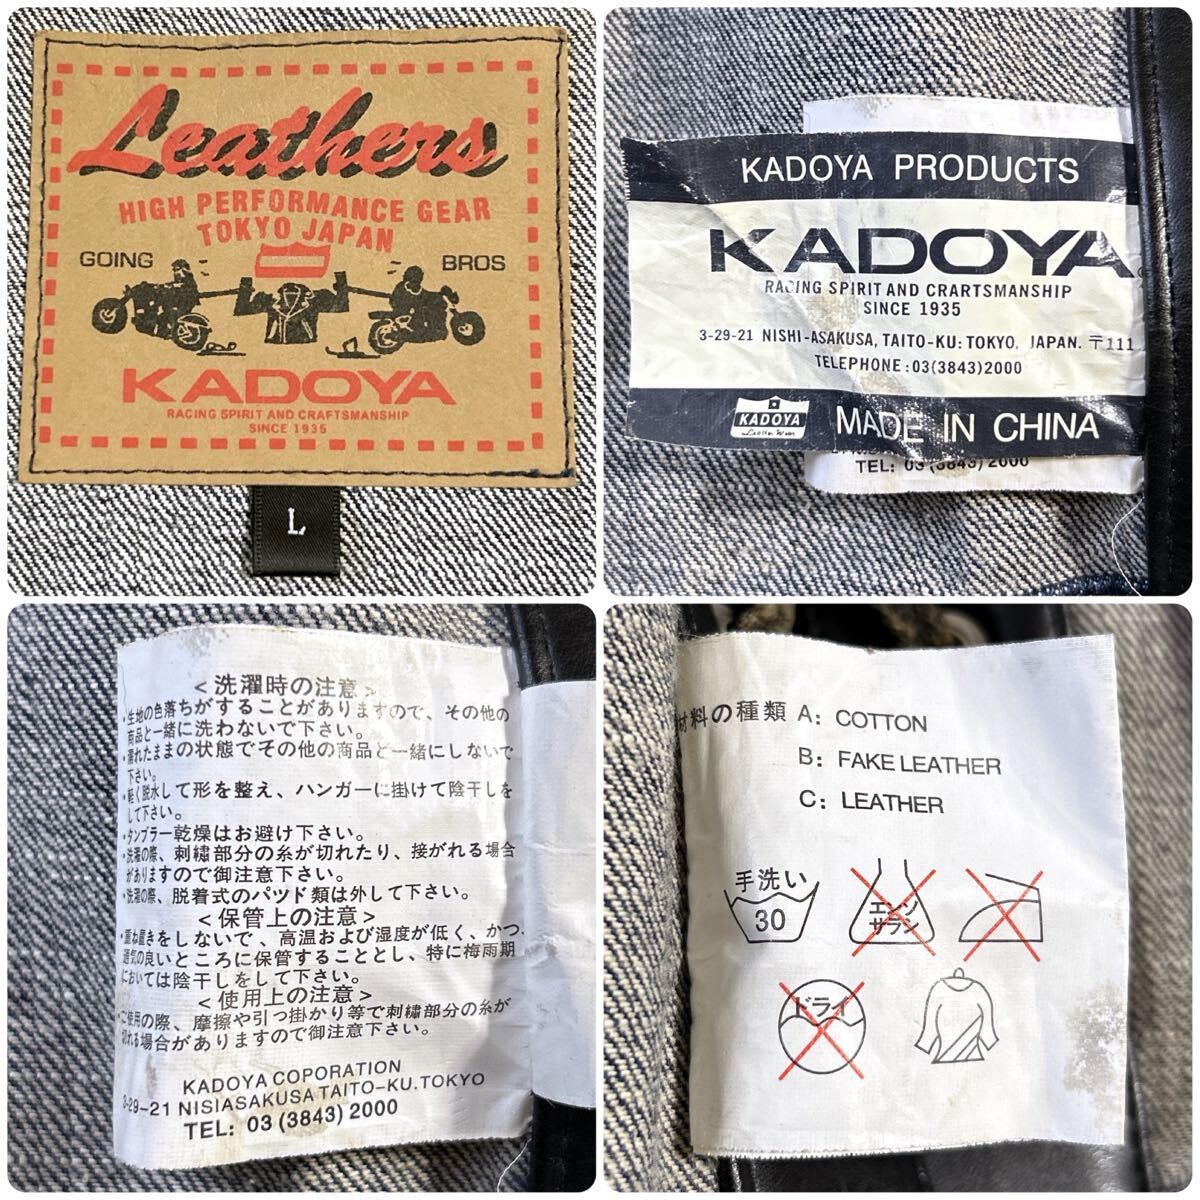 Leathers
HIGH PERFORMANCE GEAR
TOKYO JAPAN
GOING BROS
KADOYA
RACING SPIRIT AND CRAFTSMANSHIP
SINCE 1935
L
KADOYA PRODUCTS
KADOYA
RACING SPIRIT AND CRARTSMANSHIP
SINCE 1935
3-29-21 NISHI-ASAKUSA, TAITO-KU: TOKYO, JAPAN. 〒111
TELEPHONE : 03(3843)2000
KADOYA
MADE IN CHINA
TEL: 03 (3843) 2000
<洗濯時の注意>
・生地の色落ちがすることがありますので、その他の
商品と一緒に洗わないで下さい。
・濡れたままの状態でその他の商品と一緒にしないで
下さい。
・軽く脱水して形を整え、ハンガーに掛けて陰干しを
して下さい。
・タンブラー乾燥はお避け下さい。
・洗濯の際、刺繡部分の糸が切れたり、接がれる場合
がありますので御注意下さい。
・洗濯の際、脱着式のパッド類は外して下さい。
<保管上の注意>
・重ね置きをしないで、高温および湿度が低く、かつ、
通気の良いところに保管することとし、特に梅雨期
においては陰干しをして下さい。
<使用上の注意>
・ご使用の際、摩擦や引っ掛かり等で刺繡部分の糸が
切れる場合がありますので御注意下さい。
KADOYA COPORATION
3-29-21 NISIASAKUSA TAITO-KU.TOKYO
TEL: 03 (3843) 2000
材料の種類 A: COTTON
B: FAKE LEATHER
C: LEATHER
手洗い
30
エンソ
サラシ
ドライ